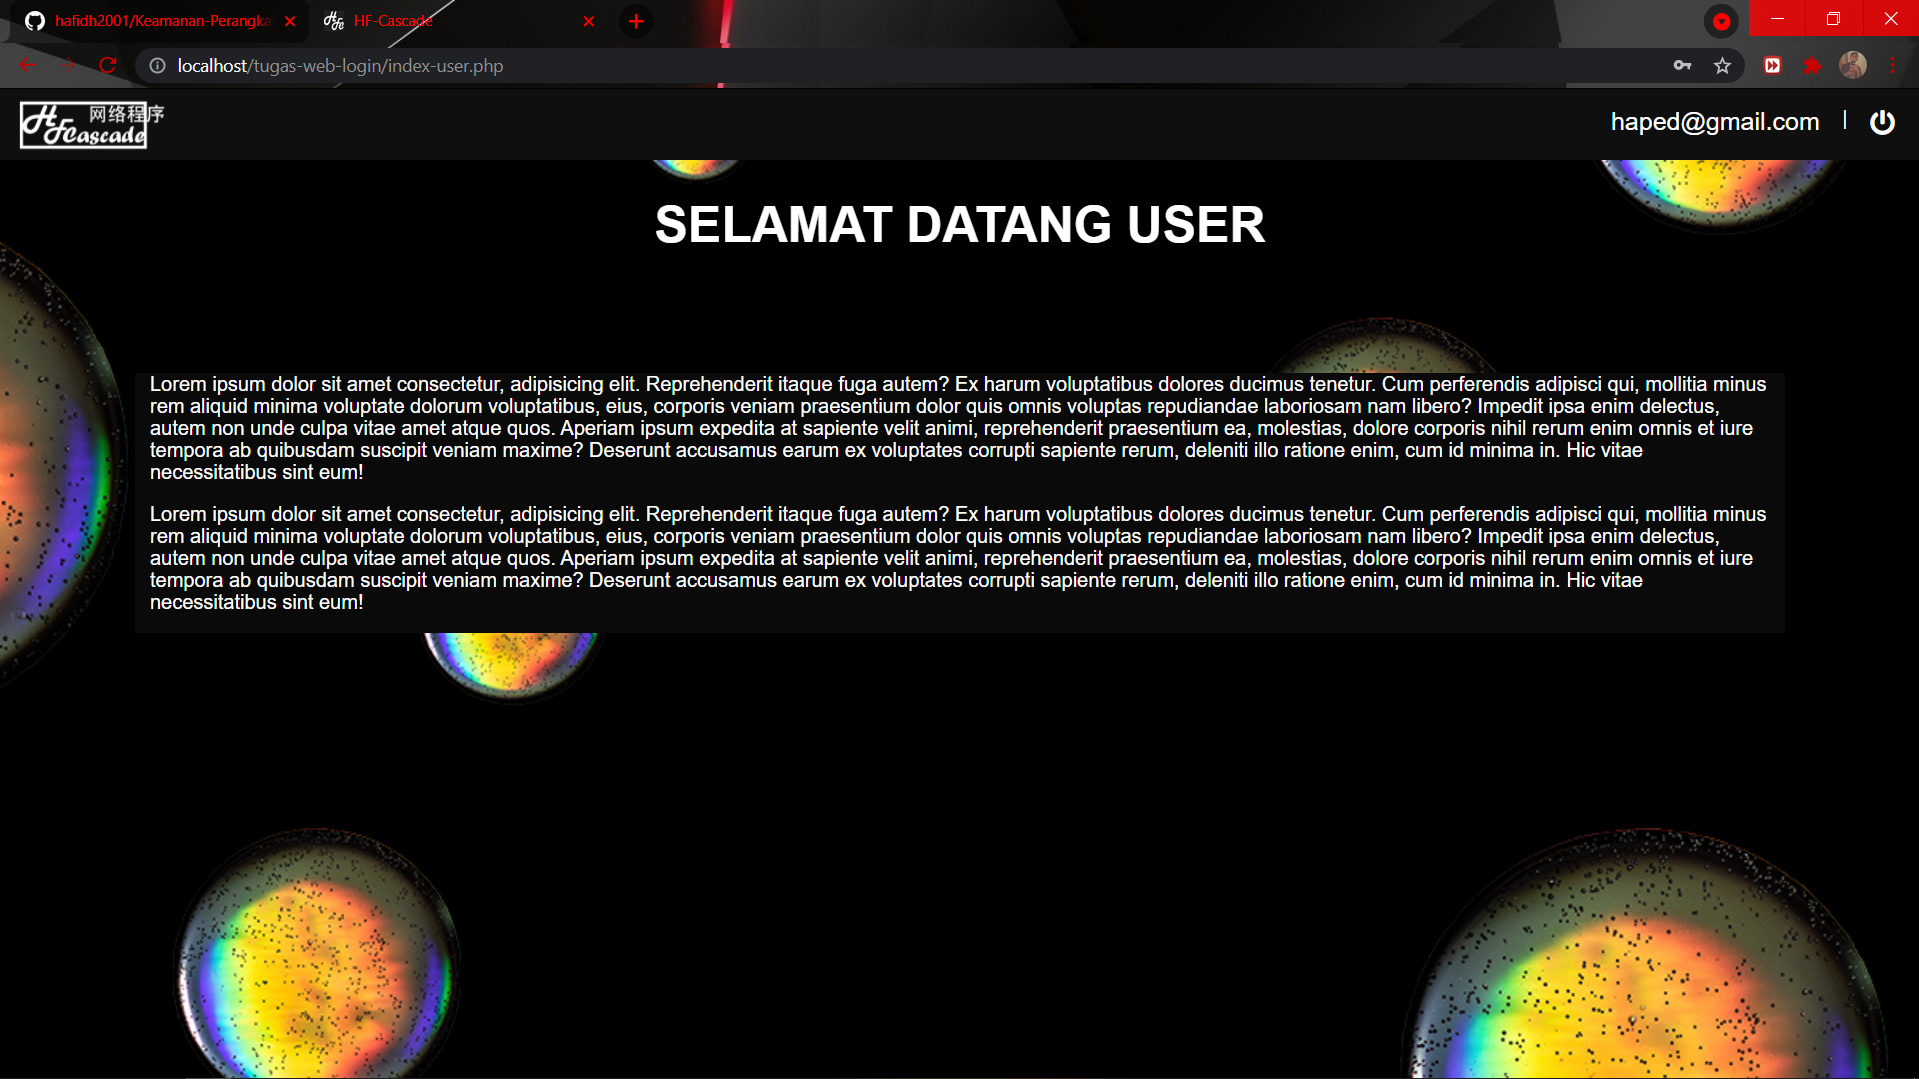 hafidh2001/Keamanan-Perangka
HF-Cascade
localhost/tugas-web-login/index-user.php
网络程序
HFCascade
haped@gmail.com |
SELAMAT DATANG USER
Lorem ipsum dolor sit amet consectetur, adipisicing elit. Reprehenderit itaque fuga autem? Ex harum voluptatibus dolores ducimus tenetur. Cum perferendis adipisci qui, mollitia minus
rem aliquid minima voluptate dolorum voluptatibus, eius, corporis veniam praesentium dolor quis omnis voluptas repudiandae laboriosam nam libero? Impedit ipsa enim delectus,
autem non unde culpa vitae amet atque quos. Aperiam ipsum expedita at sapiente velit animi, reprehenderit praesentium ea, molestias, dolore corporis nihil rerum enim omnis et iure
tempora ab quibusdam suscipit veniam maxime? Deserunt accusamus earum ex voluptates corrupti sapiente rerum, deleniti illo ratione enim, cum id minima in. Hic vitae
necessitatibus sint eum!
Lorem ipsum dolor sit amet consectetur, adipisicing elit. Reprehenderit itaque fuga autem? Ex harum voluptatibus dolores ducimus tenetur. Cum perferendis adipisci qui, mollitia minus
rem aliquid minima voluptate dolorum voluptatibus, eius, corporis veniam praesentium dolor quis omnis voluptas repudiandae laboriosam nam libero? Impedit ipsa enim delectus,
autem non unde culpa vitae amet atque quos. Aperiam ipsum expedita at sapiente velit animi, reprehenderit praesentium ea, molestias, dolore corporis nihil rerum enim omnis et iure
tempora ab quibusdam suscipit veniam maxime? Deserunt accusamus earum ex voluptates corrupti sapiente rerum, deleniti illo ratione enim, cum id minima in. Hic vitae
necessitatibus sint eum!